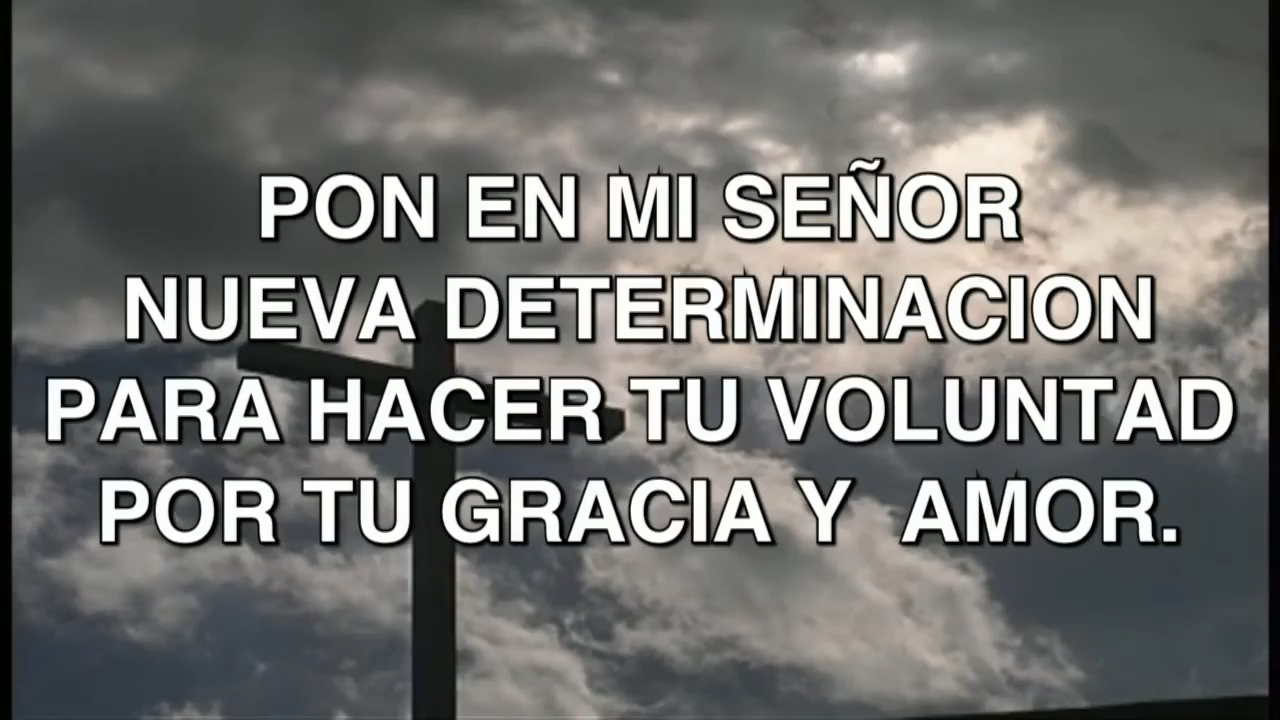 PON EN MI SEÑOR
NUEVA DETERMINACION
PARA HACER TU VOLUNTAD
POR TU GRACIA Y AMOR.